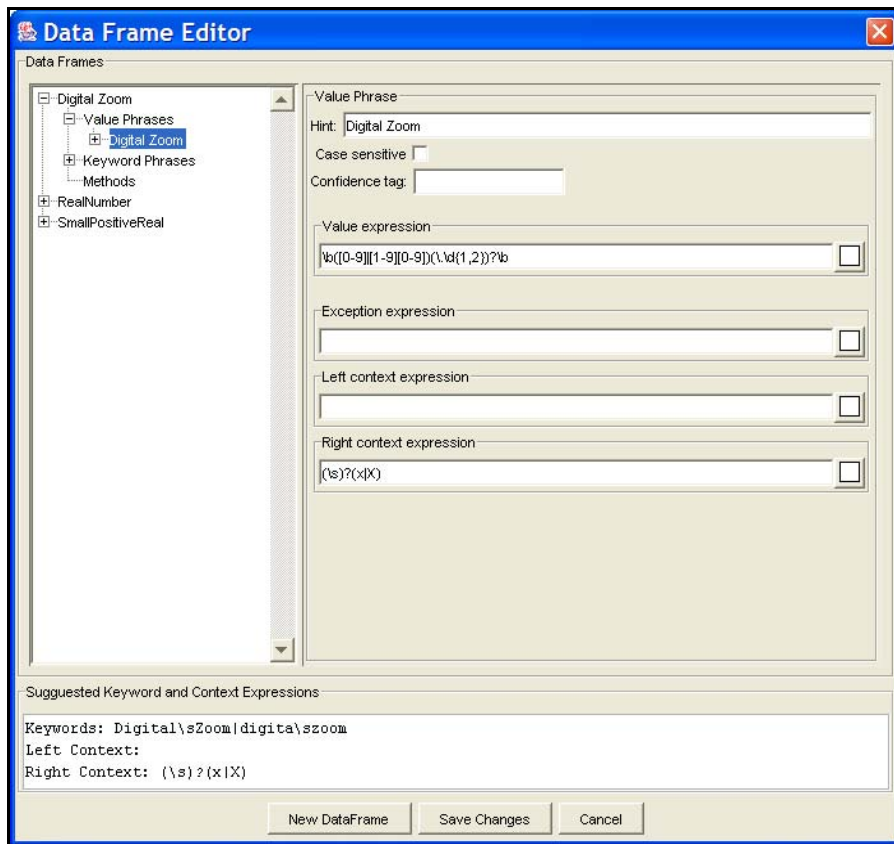 Data Frame Editor
Data Frames
Digital Zoom
Value Phrases
Digital Zoom
Keyword Phrases
Methods
RealNumber
SmallPositiveReal
Value Phrase
Hint: Digital Zoom
Case sensitive
Confidence tag:
Value expression
\b([0-9]|[1-9][0-9])(\.\d{1,2})?\b
Exception expression
Left context expression
Right context expression
(\s)?(x|X)
Sugguested Keyword and Context Expressions
Keywords: Digital\sZoom|digita\szoom
Left Context:
Right Context: (\s)?(x|X)
New DataFrame Save Changes Cancel